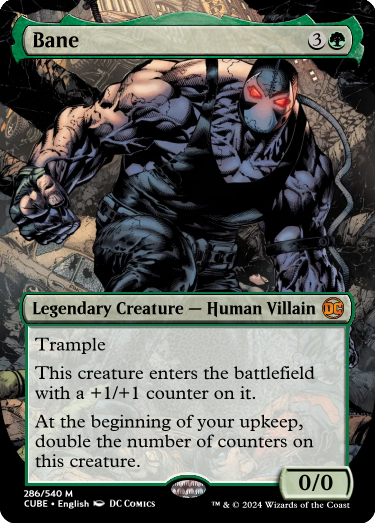 Bane 3
Legendary Creature — Human Villain DC
Trample
This creature enters the battlefield
with a +1/+1 counter on it.
At the beginning of your upkeep,
double the number of counters on
this creature.
0/0
286/540 M
CUBE • English DC COMICS
™ & © 2024 Wizards of the Coast